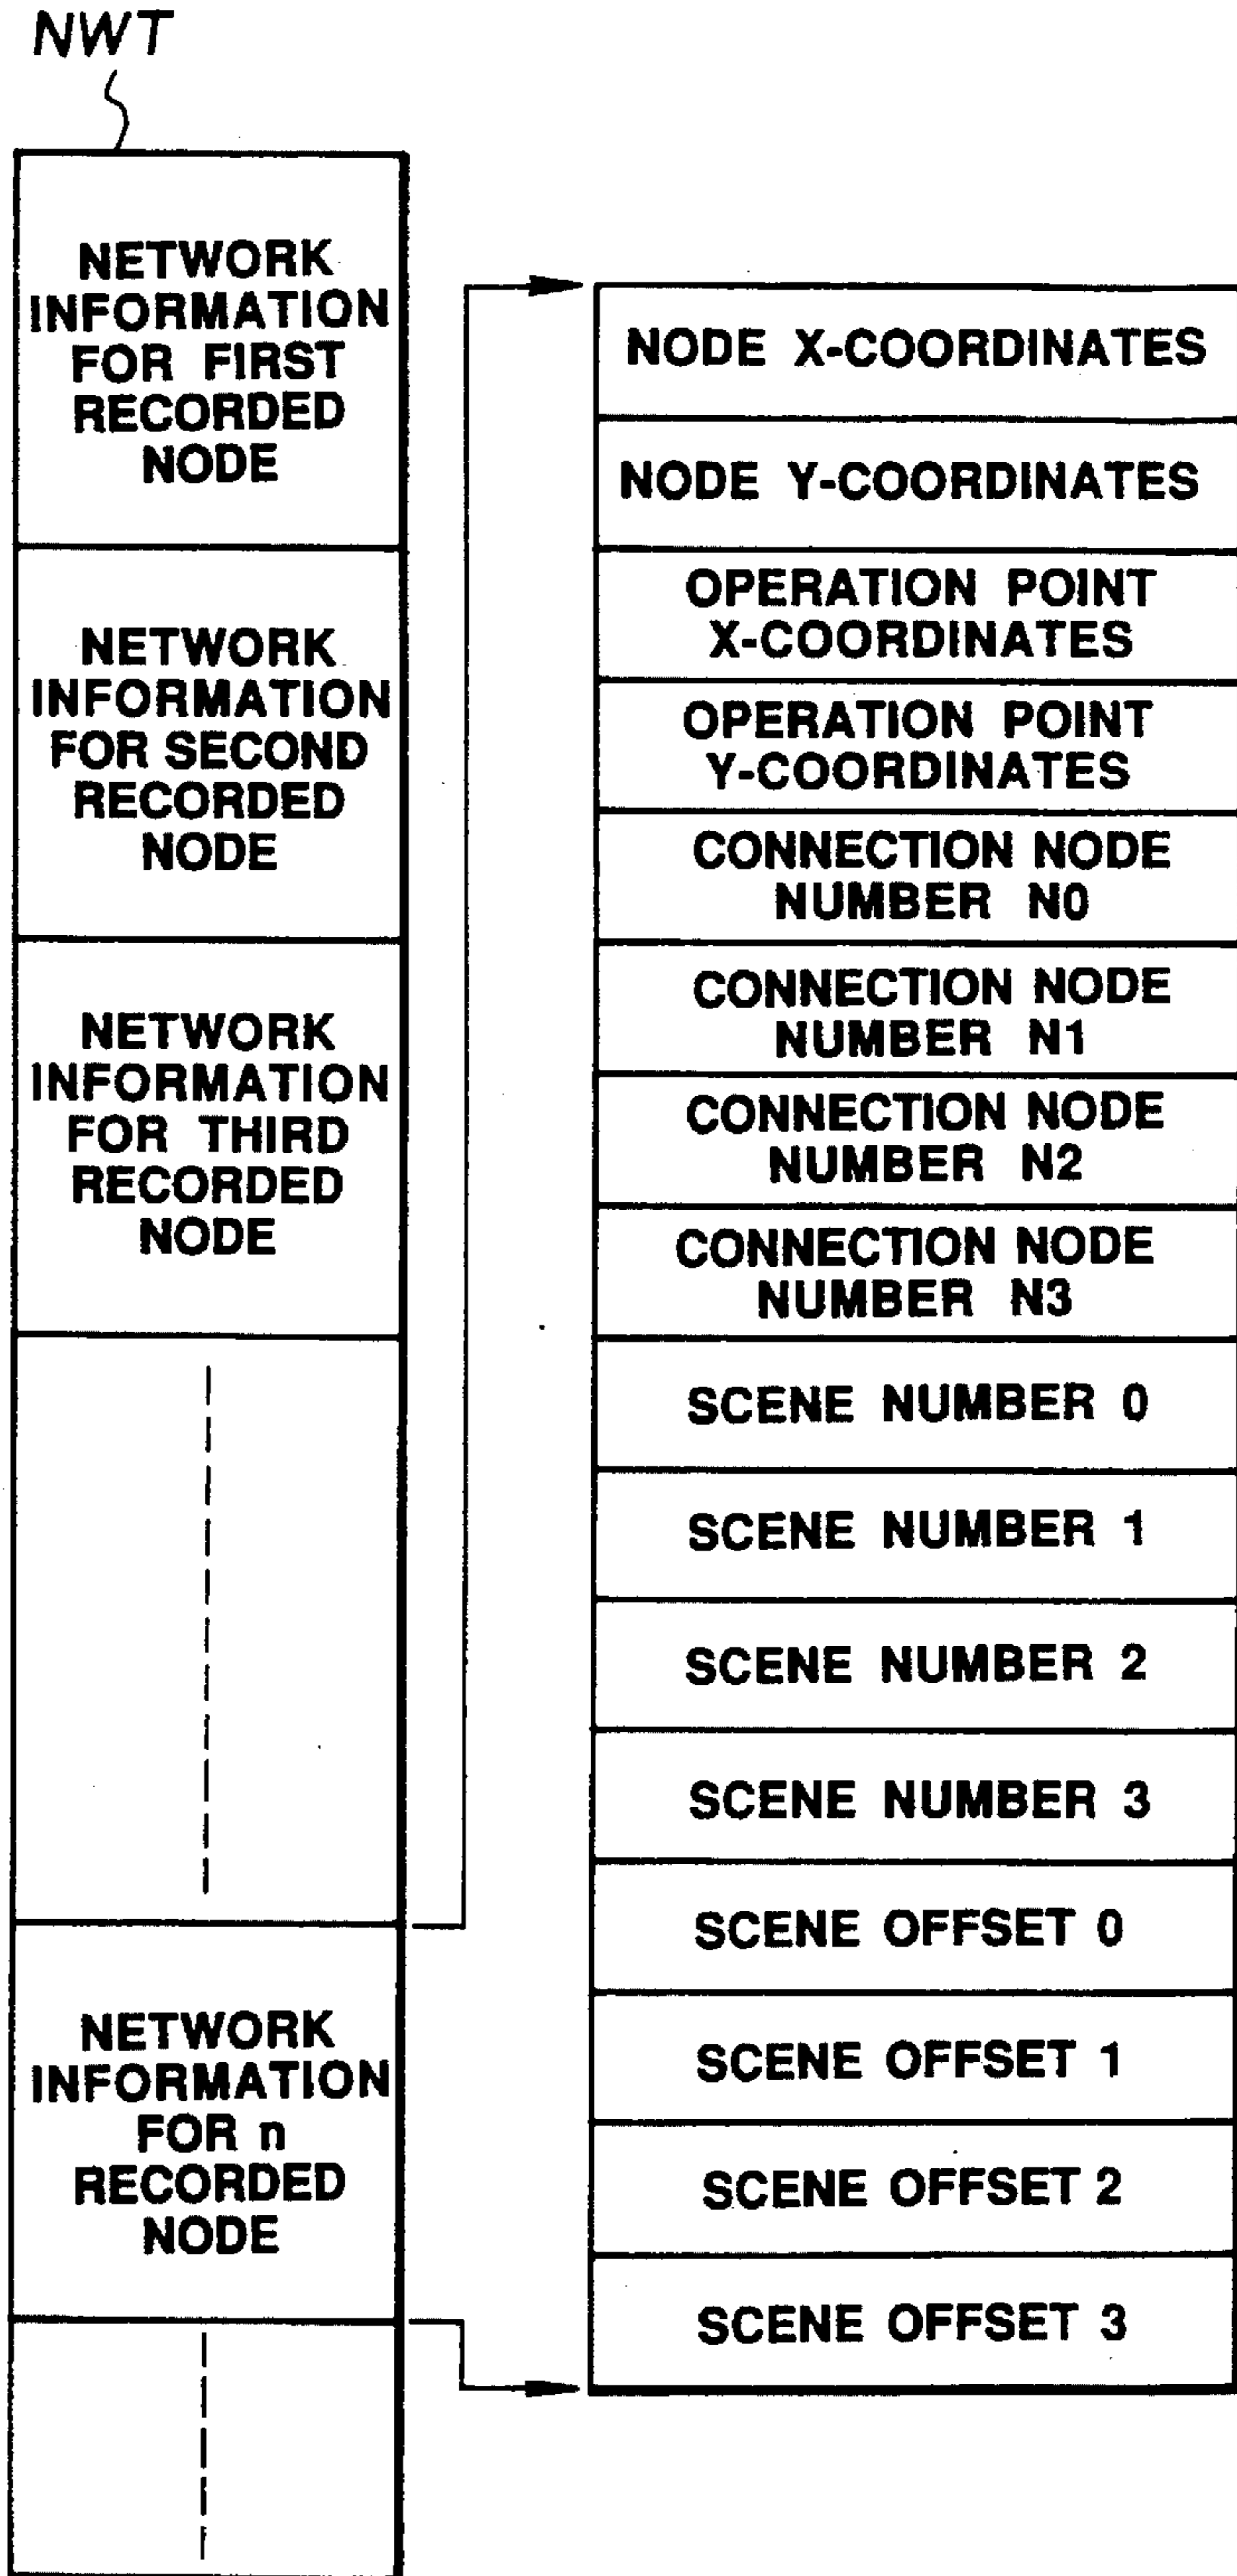 NWT
NETWORK
INFORMATION
FOR FIRST
RECORDED
NODE
NETWORK
INFORMATION
FOR SECOND
RECORDED
NODE
NETWORK
INFORMATION
FOR THIRD
RECORDED
NODE
NETWORK
INFORMATION
FOR n
RECORDED
NODE
NODE X-COORDINATES
NODE Y-COORDINATES
OPERATION POINT
X-COORDINATES
OPERATION POINT
Y-COORDINATES
CONNECTION NODE
NUMBER N0
CONNECTION NODE
NUMBER N1
CONNECTION NODE
NUMBER N2
CONNECTION NODE
NUMBER N3
SCENE NUMBER 0
SCENE NUMBER 1
SCENE NUMBER 2
SCENE NUMBER 3
SCENE OFFSET 0
SCENE OFFSET 1
SCENE OFFSET 2
SCENE OFFSET 3